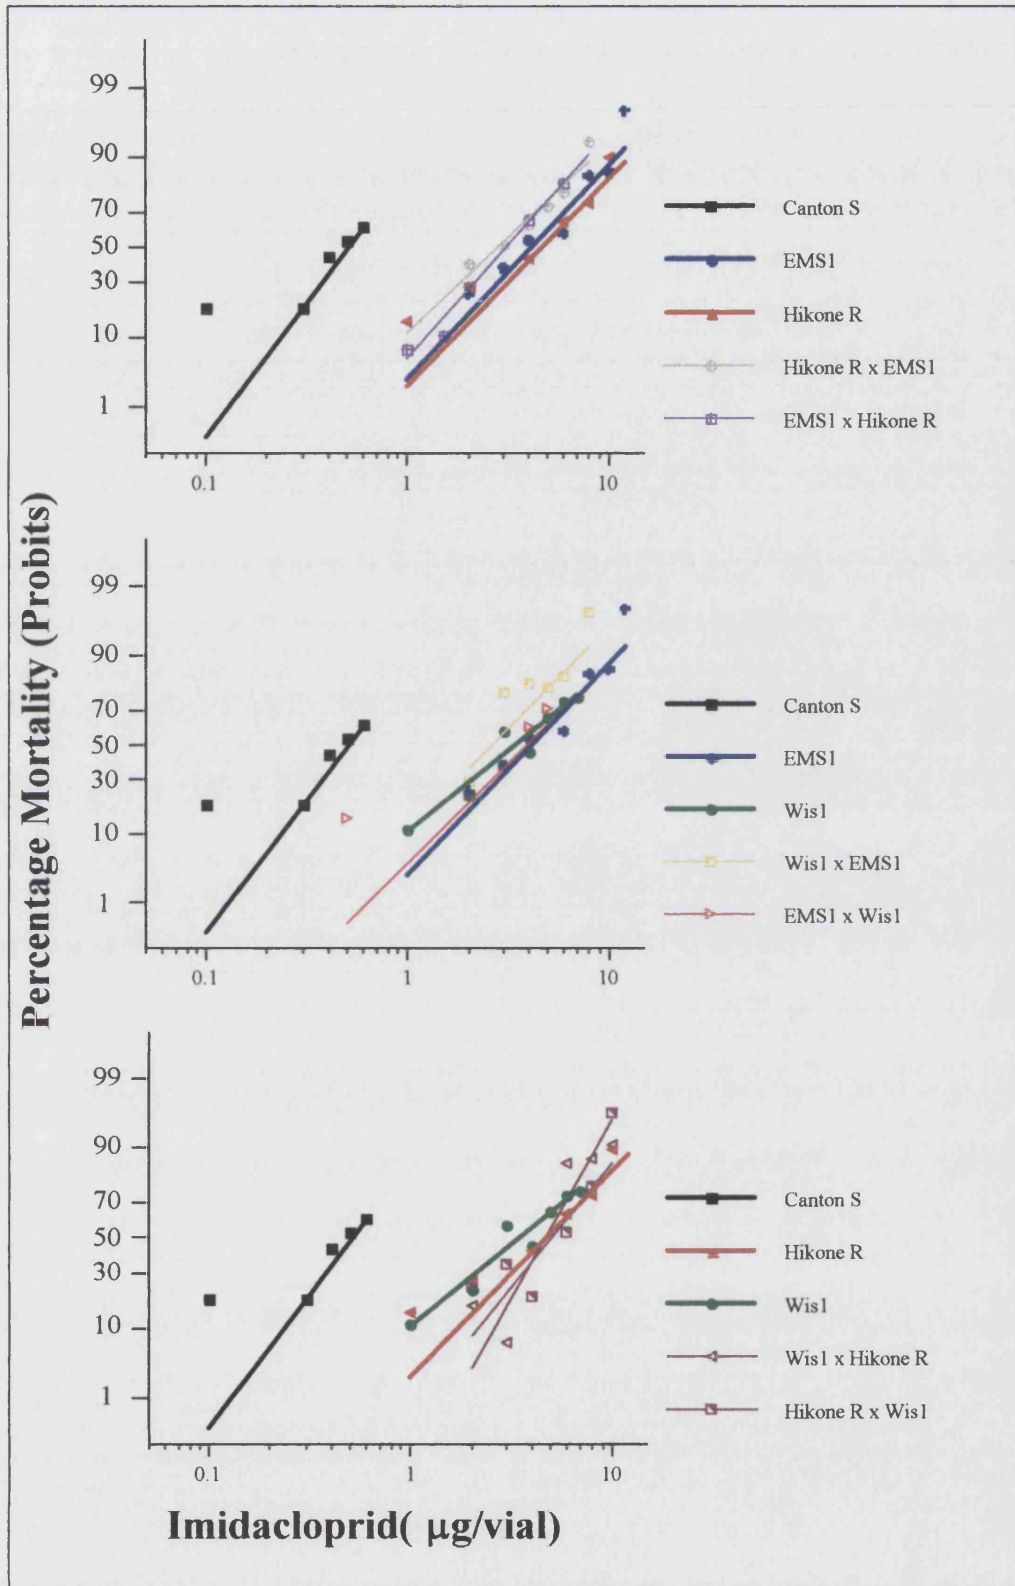 Percentage Mortality (Probits)
99
90
70
50
30
10
1
0.1 1 10
Canton S
EMS1
Hikone R
Hikone R x EMS1
EMS1 x Hikone R
99
90
70
50
30
10
1
0.1 1 10
Canton S
EMS1
Wis1
Wis1 x EMS1
EMS1 x Wis1
99
90
70
50
30
10
1
0.1 1 10
Canton S
Hikone R
Wis1
Wis1 x Hikone R
Hikone R x Wis1
Imidacloprid( μg/vial)